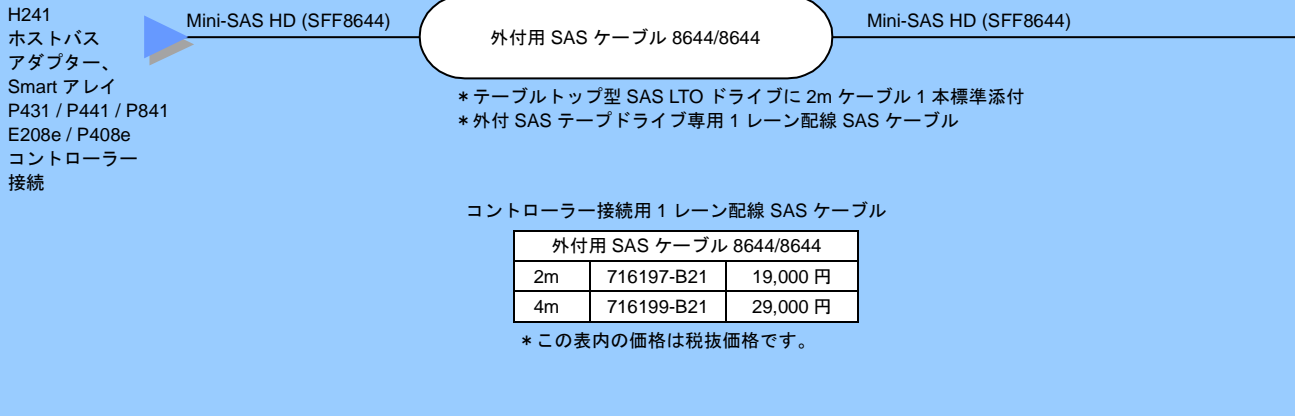 H241
ホストバス
アダプター、
Smart アレイ
P431 / P441 / P841
E208e / P408e
コントローラー
接続
Mini-SAS HD (SFF8644)
外付用 SAS ケーブル 8644/8644
Mini-SAS HD (SFF8644)
*テーブルトップ型 SAS LTO ドライブに 2m ケーブル 1 本標準添付
*外付 SAS テープドライブ専用 1 レーン配線 SAS ケーブル
コントローラー接続用 1 レーン配線 SAS ケーブル
外付用 SAS ケーブル 8644/8644
2m 716197-B21 19,000 円
4m 716199-B21 29,000 円
*この表内の価格は税抜価格です。